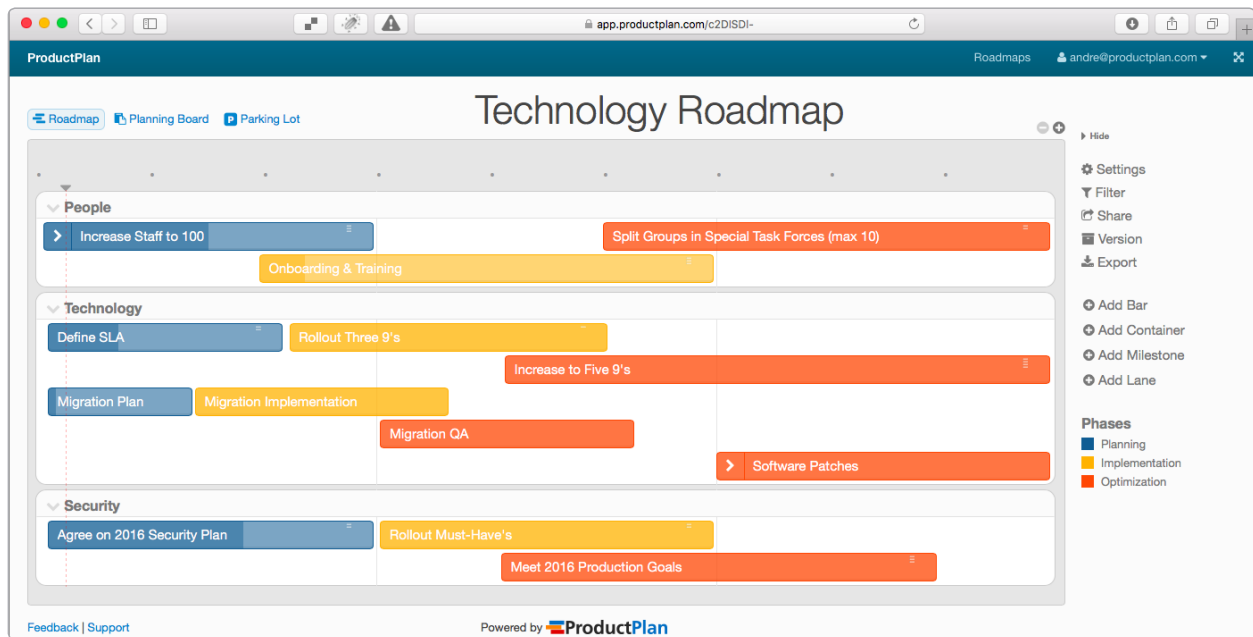 app.productplan.com/c2DISDI-
ProductPlan
Roadmaps
andre@productplan.com
Roadmap
Planning Board
P Parking Lot
Technology Roadmap
Hide
Settings
Filter
Share
Version
Export
Add Bar
Add Container
Add Milestone
Add Lane
Phases
Planning
Implementation
Optimization
People
Increase Staff to 100
Split Groups in Special Task Forces (max 10)
Onboarding & Training
Technology
Define SLA
Rollout Three 9's
Increase to Five 9's
Migration Plan
Migration Implementation
Migration QA
Software Patches
Security
Agree on 2016 Security Plan
Rollout Must-Have's
Meet 2016 Production Goals
Feedback | Support
Powered by ProductPlan